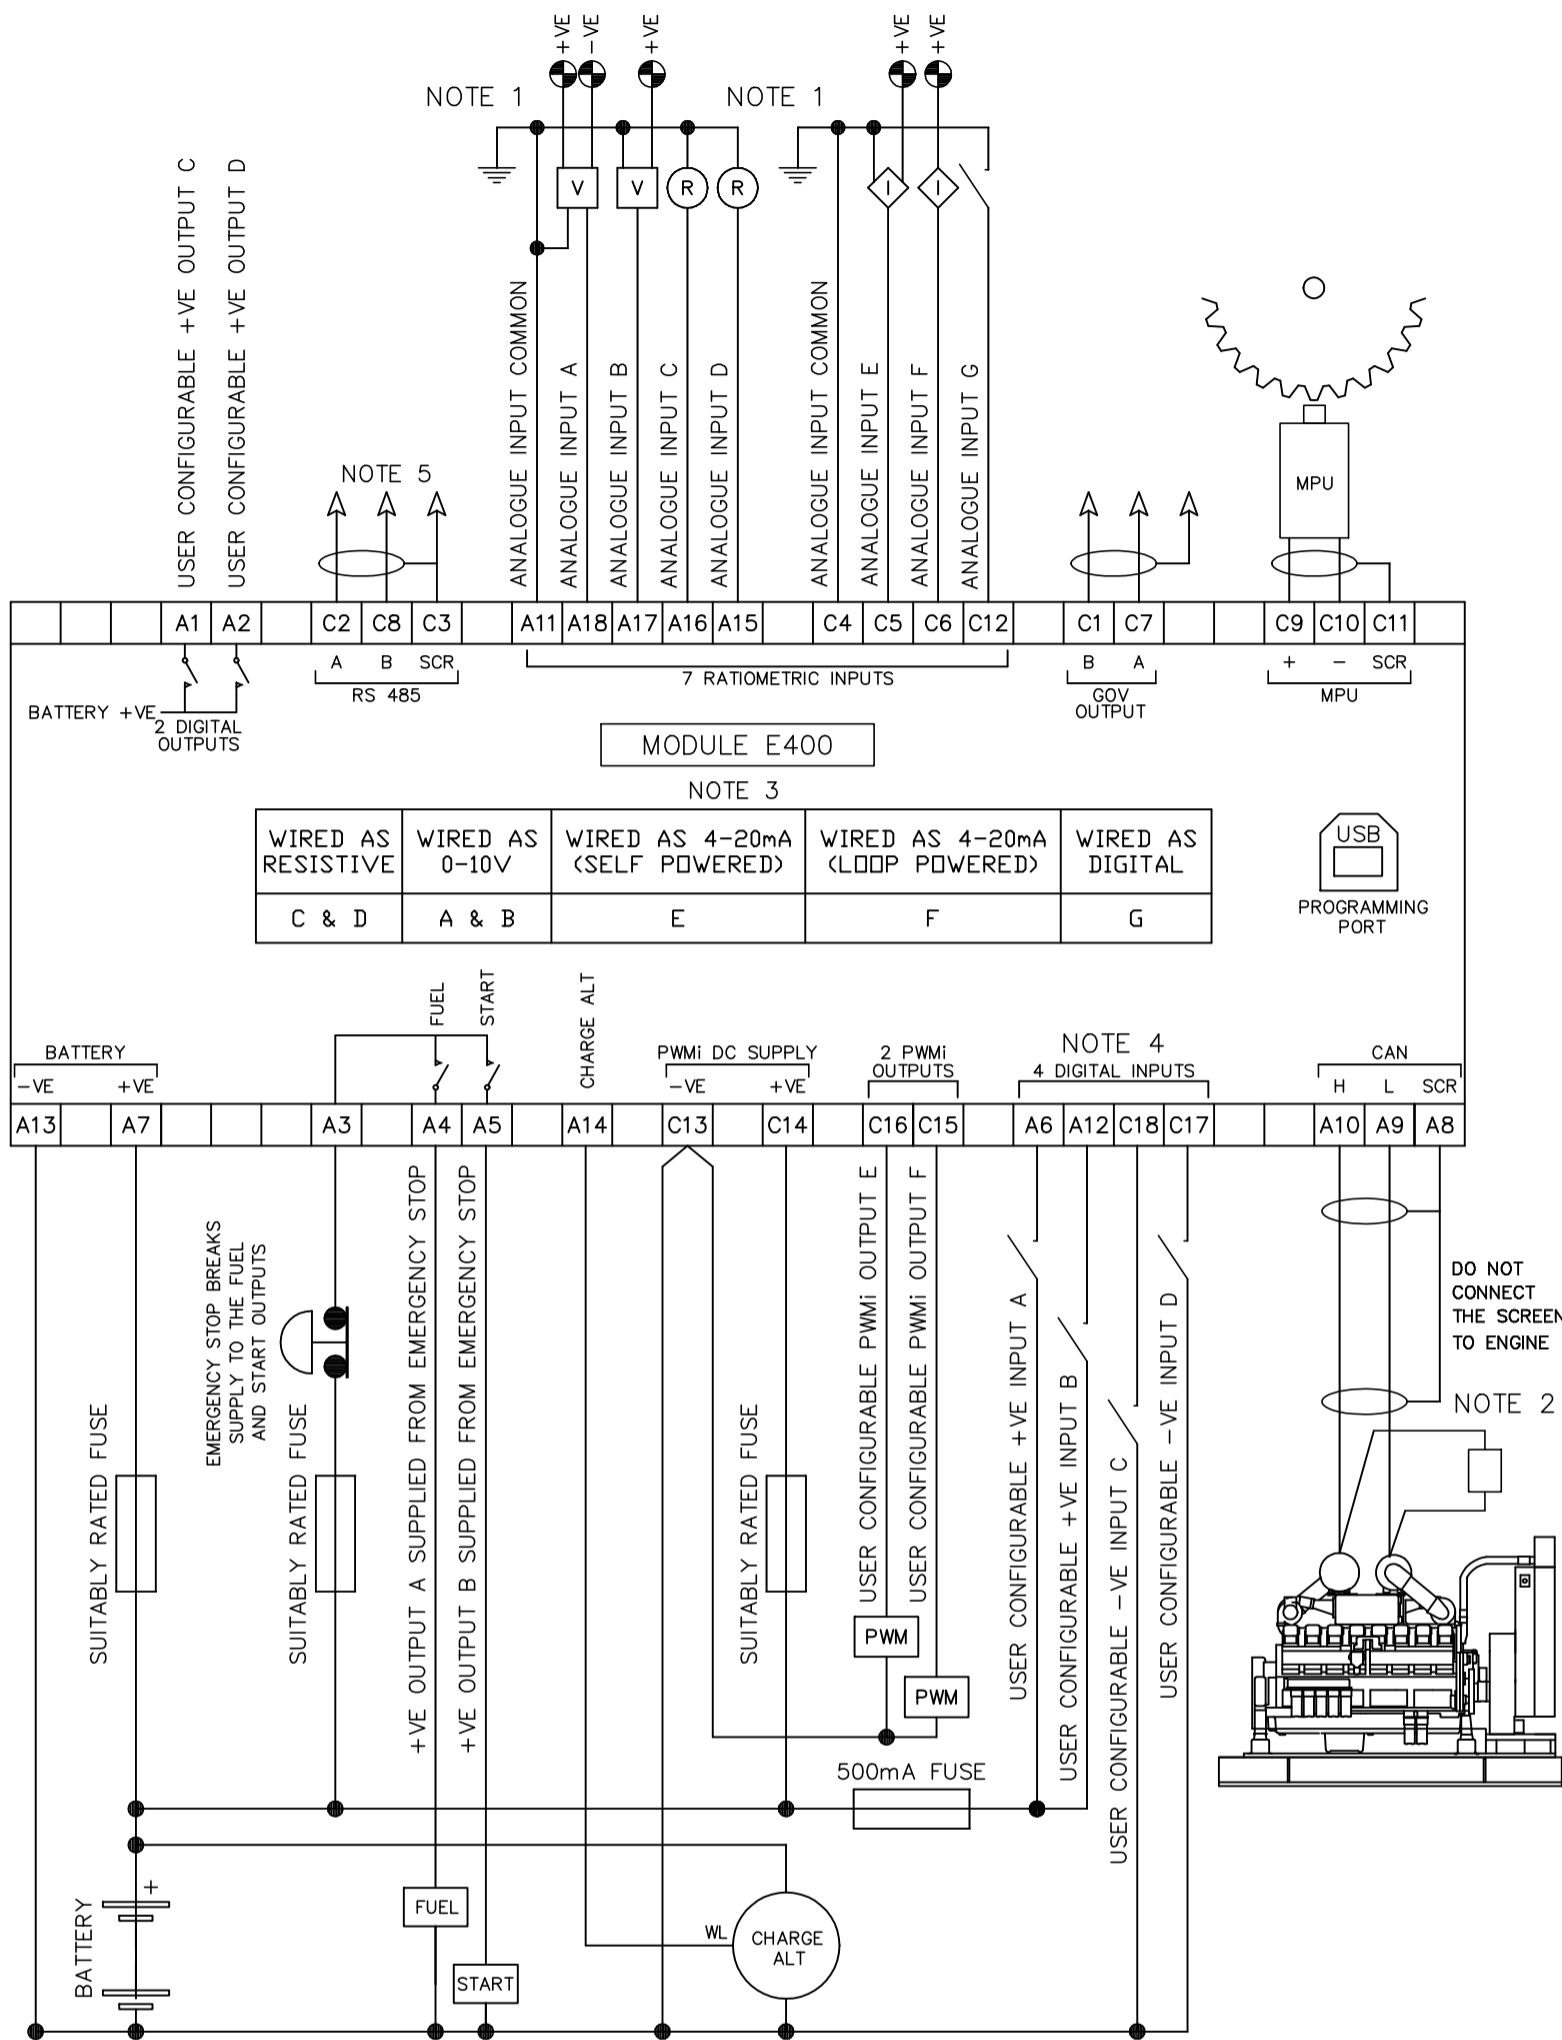 +VE
-VE
+VE
+VE
+VE
NOTE 1
NOTE 1
V
V
R
R
I
I
USER CONFIGURABLE +VE OUTPUT C
USER CONFIGURABLE +VE OUTPUT D
NOTE 5
ANALOGUE INPUT COMMON
ANALOGUE INPUT A
ANALOGUE INPUT B
ANALOGUE INPUT C
ANALOGUE INPUT D
ANALOGUE INPUT COMMON
ANALOGUE INPUT E
ANALOGUE INPUT F
ANALOGUE INPUT G
MPU
A1 A2 C2 C8 C3 A11 A18 A17 A16 A15 C4 C5 C6 C12 C1 C7 C9 C10 C11
A B SCR
RS 485
7 RATIOMETRIC INPUTS
B A
GOV
OUTPUT
+ - SCR
MPU
BATTERY +VE
2 DIGITAL
OUTPUTS
MODULE E400
NOTE 3
WIRED AS
RESISTIVE
WIRED AS
0-10V
WIRED AS 4-20mA
(SELF POWERED)
WIRED AS 4-20mA
(LOOP POWERED)
WIRED AS
DIGITAL
C & D
A & B
E
F
G
USB
PROGRAMMING
PORT
FUEL
START
CHARGE ALT
BATTERY
-VE +VE
PWMi DC SUPPLY
-VE +VE
2 PWMi
OUTPUTS
NOTE 4
4 DIGITAL INPUTS
CAN
H L SCR
A13 A7 A3 A4 A5 A14 C13 C14 C16 C15 A6 A12 C18 C17 A10 A9 A8
SUITABLY RATED FUSE
EMERGENCY STOP BREAKS
SUPPLY TO THE FUEL
AND START OUTPUTS
SUITABLY RATED FUSE
+VE OUTPUT A SUPPLIED FROM EMERGENCY STOP
+VE OUTPUT B SUPPLIED FROM EMERGENCY STOP
SUITABLY RATED FUSE
USER CONFIGURABLE PWMi OUTPUT E
USER CONFIGURABLE PWMi OUTPUT F
USER CONFIGURABLE +VE INPUT A
USER CONFIGURABLE +VE INPUT B
USER CONFIGURABLE -VE INPUT C
USER CONFIGURABLE -VE INPUT D
DO NOT
CONNECT
THE SCREEN
TO ENGINE
NOTE 2
PWM
PWM
500mA FUSE
BATTERY
+
FUEL
START
WL
CHARGE
ALT